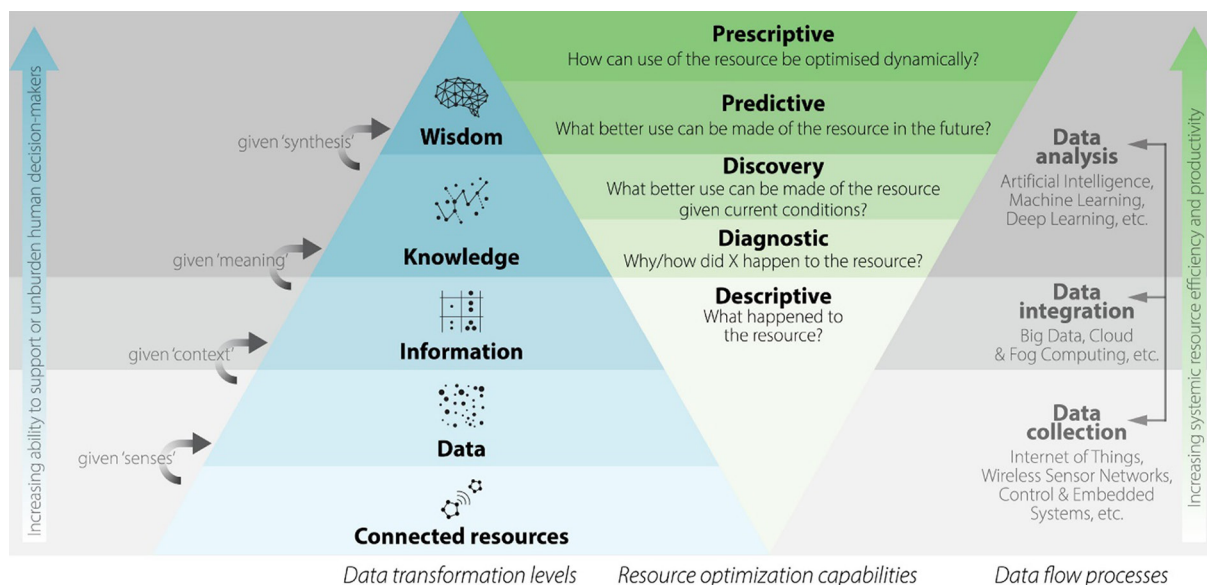 Increasing ability to support or unburden human decision-makers
given 'synthesis'
given 'meaning'
given 'context'
given 'senses'
Wisdom
Knowledge
Information
Data
Connected resources
Prescriptive
How can use of the resource be optimised dynamically?
Predictive
What better use can be made of the resource in the future?
Discovery
What better use can be made of the resource
given current conditions?
Diagnostic
Why/how did X happen to the resource?
Descriptive
What happened to
the resource?
Data
analysis
Artificial Intelligence,
Machine Learning,
Deep Learning, etc.
Data
integration
Big Data, Cloud
& Fog Computing, etc.
Data
collection
Internet of Things,
Wireless Sensor Networks,
Control & Embedded
Systems, etc.
Increasing systemic resource efficiency and productivity
Data transformation levels
Resource optimization capabilities
Data flow processes